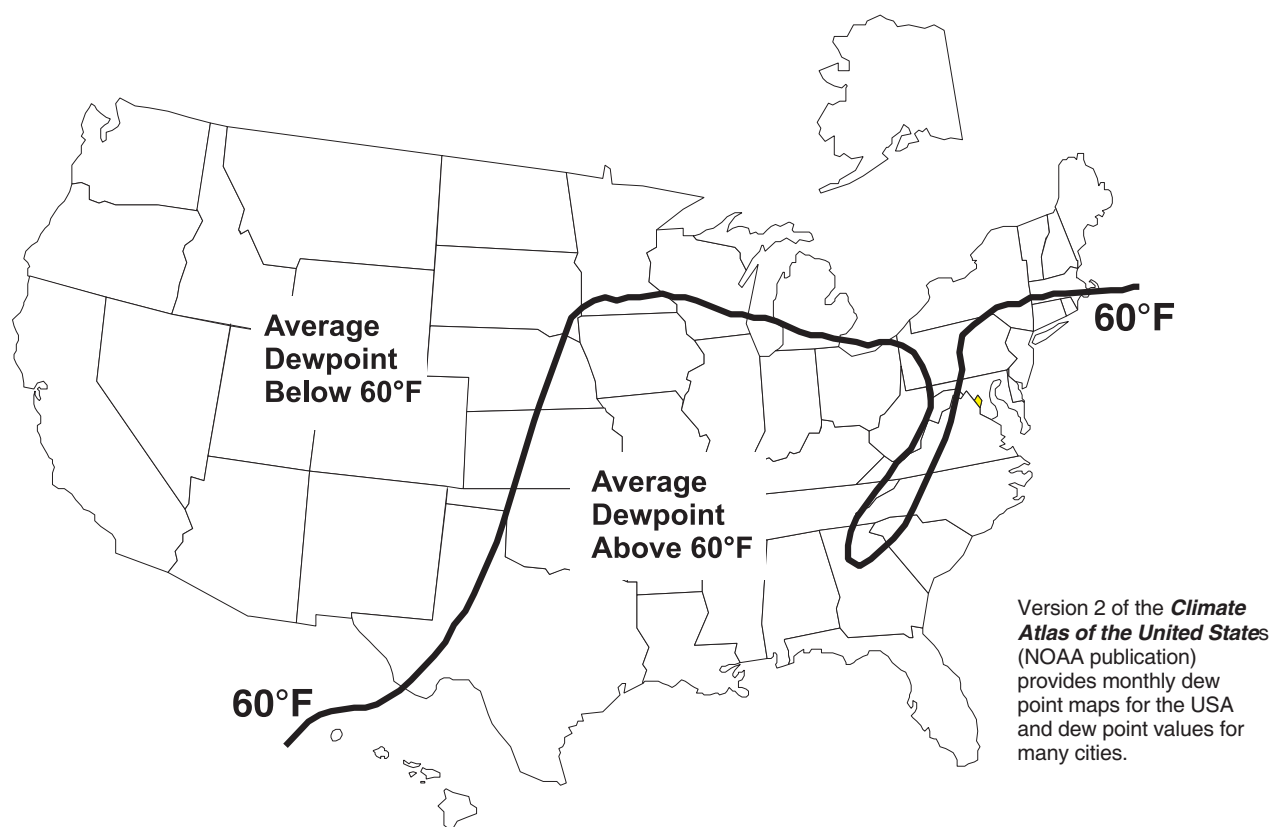 Average
Dewpoint
Below 60°F
60°F
Average
Dewpoint
Above 60°F
60°F
Version 2 of the Climate
Atlas of the United States
(NOAA publication)
provides monthly dew
point maps for the USA
and dew point values for
many cities.